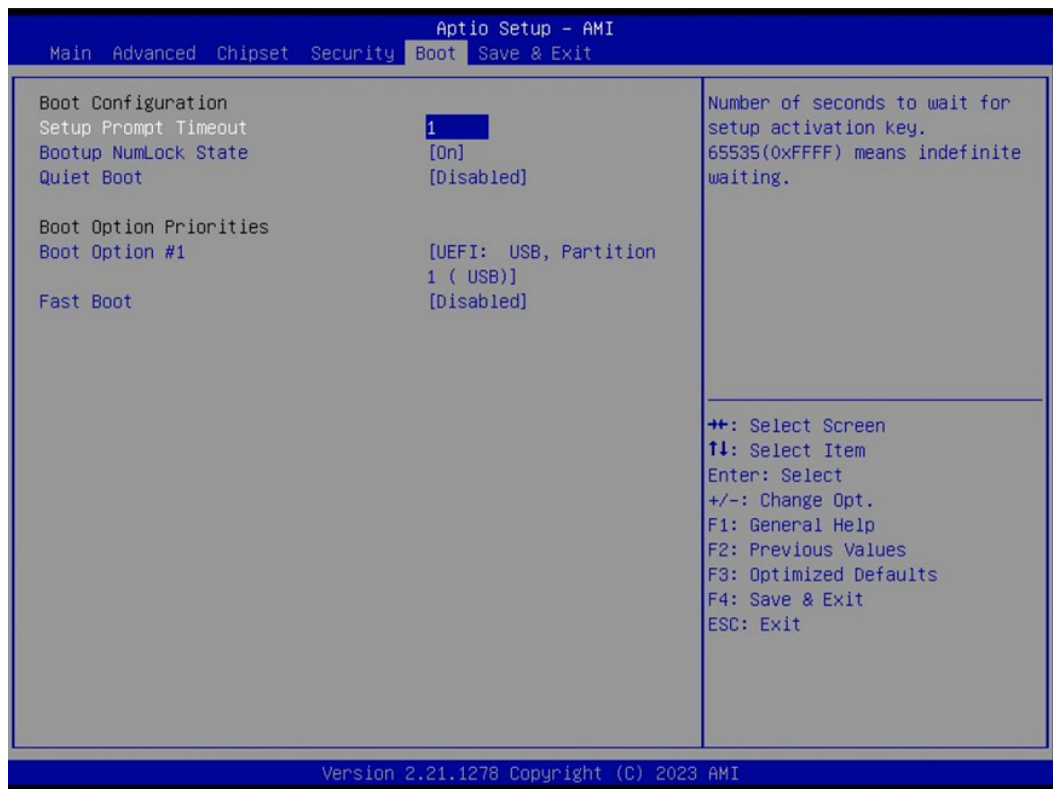 Aptio Setup – AMI
Main Advanced Chipset Security Boot Save & Exit
Boot Configuration
Setup Prompt Timeout 1
Bootup NumLock State [On]
Quiet Boot [Disabled]
Boot Option Priorities
Boot Option #1 [UEFI: USB, Partition
1 ( USB)]
Fast Boot [Disabled]
Number of seconds to wait for
setup activation key.
65535(0xFFFF) means indefinite
waiting.
→←: Select Screen
↑↓: Select Item
Enter: Select
+/-: Change Opt.
F1: General Help
F2: Previous Values
F3: Optimized Defaults
F4: Save & Exit
ESC: Exit
Version 2.21.1278 Copyright (C) 2023 AMI